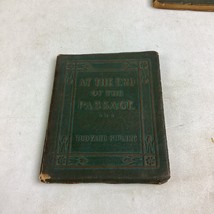 AT THE END
OF THE
PASSAGE
RUDYARD KIPLING